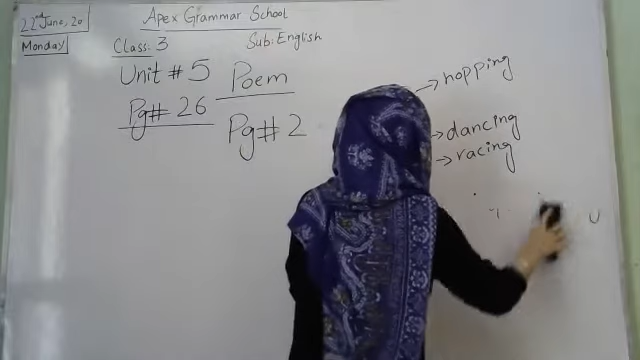 22nd June, 20
Monday
Apex Grammar School
Class: 3
Sub: English
Unit # 5
Poem
Pg# 26
Pg# 2
→ hopping
→ dancing
→ racing